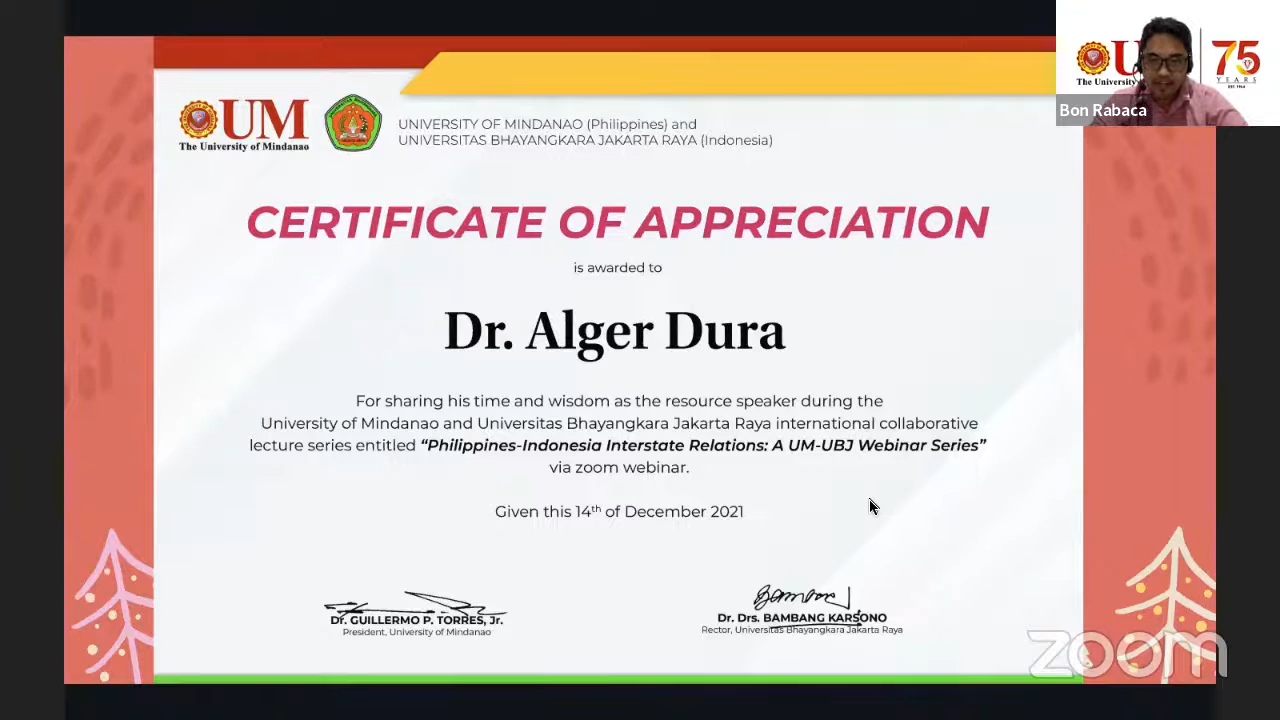 UM
The University of Mindanao
UNIVERSITY OF MINDANAO (Philippines) and
UNIVERSITAS BHAYANGKARA JAKARTA RAYA (Indonesia)
U
The University
75
YEARS
Bon Rabaca
CERTIFICATE OF APPRECIATION
is awarded to
Dr. Alger Dura
For sharing his time and wisdom as the resource speaker during the
University of Mindanao and Universitas Bhayangkara Jakarta Raya international collaborative
lecture series entitled “Philippines-Indonesia Interstate Relations: A UM-UBJ Webinar Series”
via zoom webinar.
Given this 14th of December 2021
Dr. GUILLERMO P. TORRES, Jr.
President, University of Mindanao
Dr. Drs. BAMBANG KARSONO
Rector, Universitas Bhayangkara Jakarta Raya
zoom